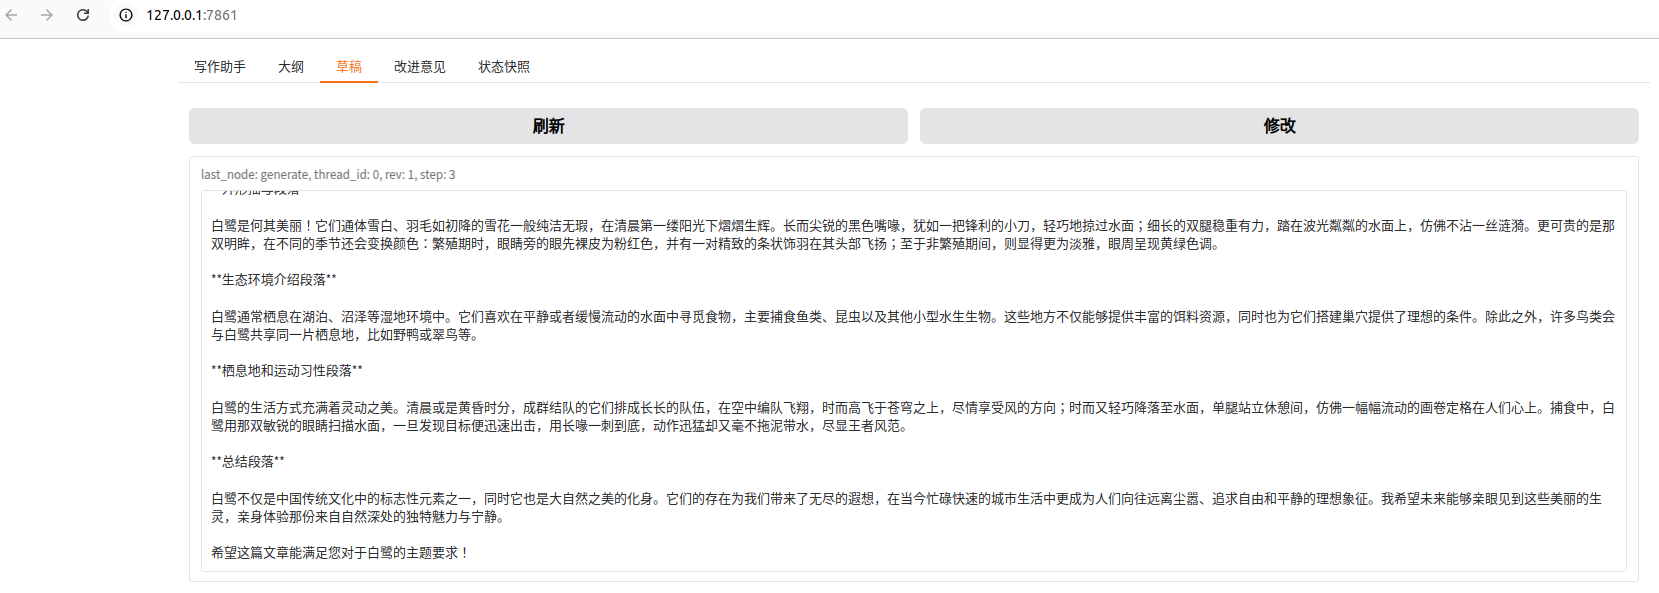 127.0.0.1:7861
写作助手 大纲 草稿 改进意见 状态快照
刷新 修改
last_node: generate, thread_id: 0, rev: 1, step: 3
白鹭是何其美丽！它们通体雪白、羽毛如初降的雪花一般纯洁无瑕，在清晨第一缕阳光下熠熠生辉。长而尖锐的黑色嘴喙，犹如一把锋利的小刀，轻巧地掠过水面；细长的双腿稳重有力，踏在波光粼粼的水面上，仿佛不沾一丝涟漪。更可贵的是那
双明眸，在不同的季节还会变换颜色：繁殖期时，眼睛旁的眼先裸皮为粉红色，并有一对精致的条状饰羽在其头部飞扬；至于非繁殖期间，则显得更为淡雅，眼周呈现黄绿色调。
**生态环境介绍段落**
白鹭通常栖息在湖泊、沼泽等湿地环境中。它们喜欢在平静或者缓慢流动的水面中寻觅食物，主要捕食鱼类、昆虫以及其他小型水生生物。这些地方不仅能够提供丰富的饵料资源，同时也为它们搭建巢穴提供了理想的条件。除此之外，许多鸟类会
与白鹭共享同一片栖息地，比如野鸭或翠鸟等。
**栖息地和运动习性段落**
白鹭的生活方式充满着灵动之美。清晨或是黄昏时分，成群结队的它们排成长长的队伍，在空中编队飞翔，时而高飞于苍穹之上，尽情享受风的方向；时而又轻巧降落至水面，单腿站立休憩间，仿佛一幅幅流动的画卷定格在人们心上。捕食中，白
鹭用那双敏锐的眼睛扫描水面，一旦发现目标便迅速出击，用长喙一刺到底，动作迅猛却又毫不拖泥带水，尽显王者风范。
**总结段落**
白鹭不仅是中国传统文化中的标志性元素之一，同时它也是大自然之美的化身。它们的存在为我们带来了无尽的遐想，在当今忙碌快速的城市生活中更成为人们向往远离尘嚣、追求自由和平静的理想象征。我希望未来能够亲眼见到这些美丽的生
灵，亲身体验那份来自自然深处的独特魅力与宁静。
希望这篇文章能满足您对于白鹭的主题要求！